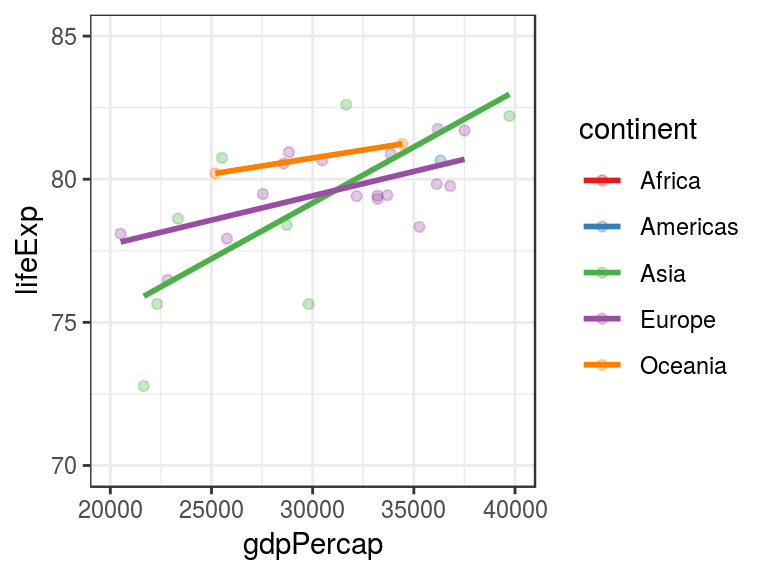 85
80
75
70
lifeExp
20000 25000 30000 35000 40000
gdpPercap
continent
Africa
Americas
Asia
Europe
Oceania